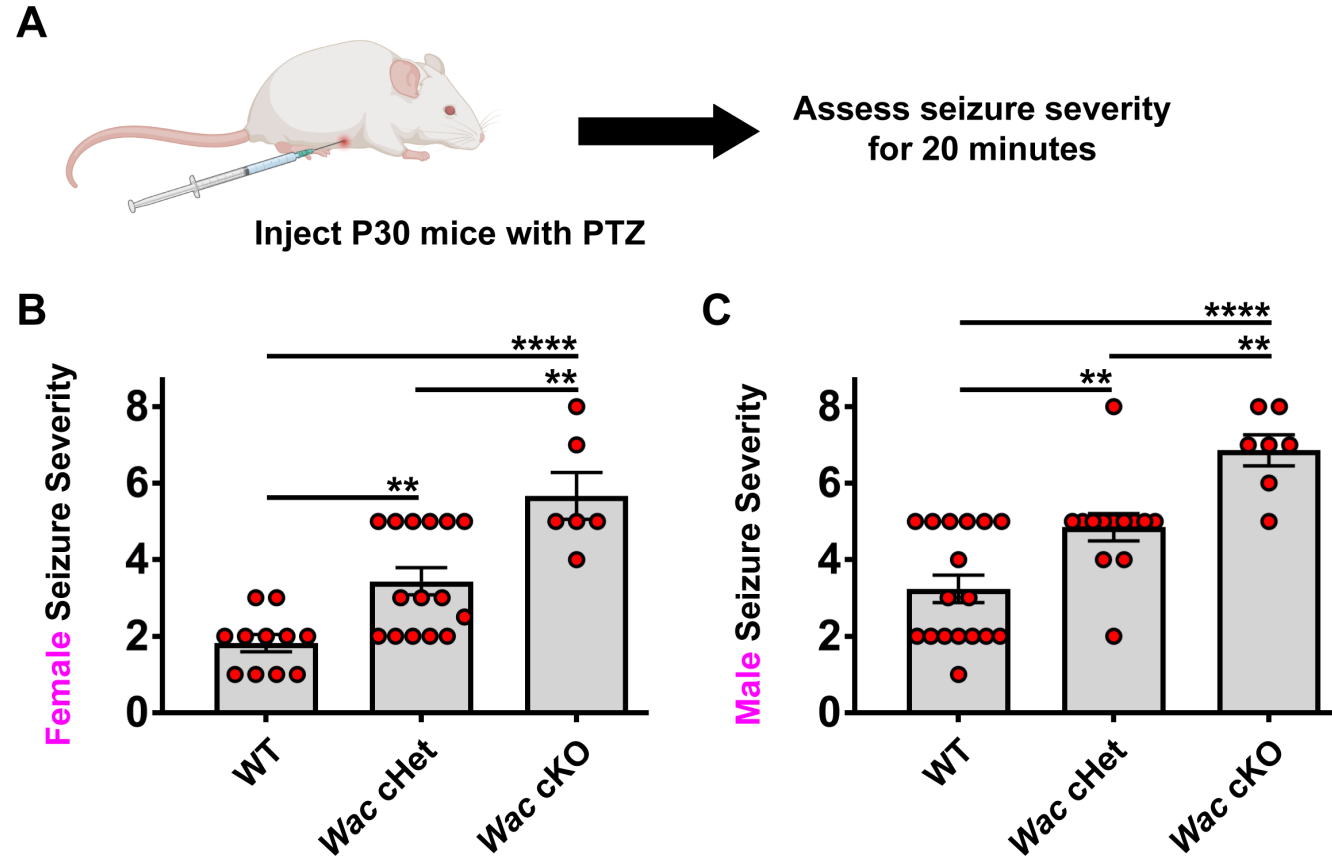 A
Assess seizure severity
for 20 minutes
Inject P30 mice with PTZ
B
Female Seizure Severity
8
6
4
2
0
****
**
**
WT
Wac cHet
Wac cKO
C
Male Seizure Severity
8
6
4
2
0
****
**
**
WT
Wac cHet
Wac cKO